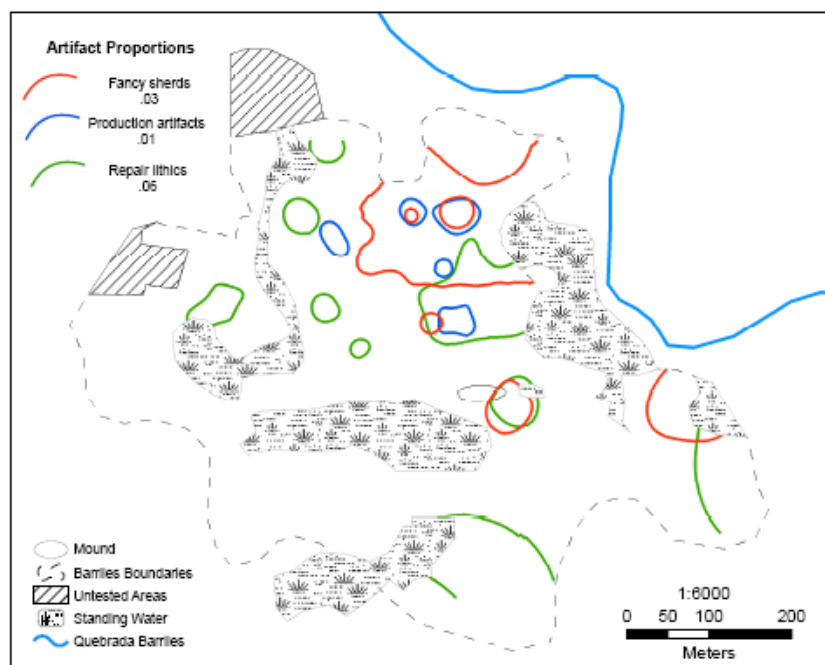 Artifact Proportions
Fancy sherds
.03
Production artifacts
.01
Repair lithics
.06
Mound
Barriles Boundaries
Untested Areas
Standing Water
Quebrada Barriles
1:6000
0 50 100 200
Meters